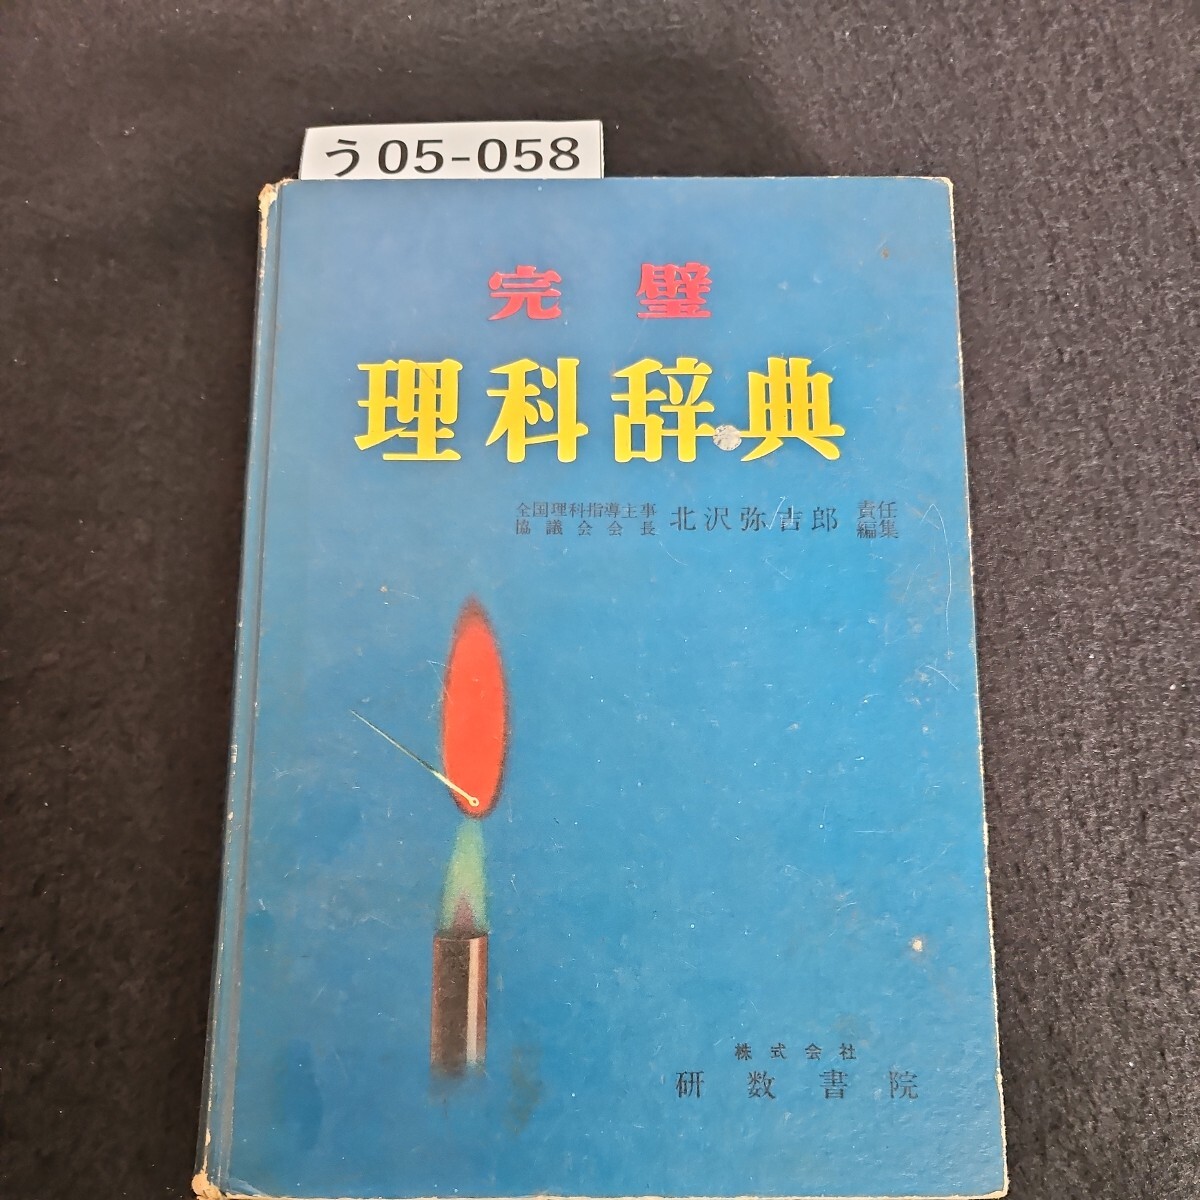 う05-058
完璧
理科辞典
全国理科指導主事
協議会会長
北沢弥吉郎
責任
編集
株式会社
研数書院